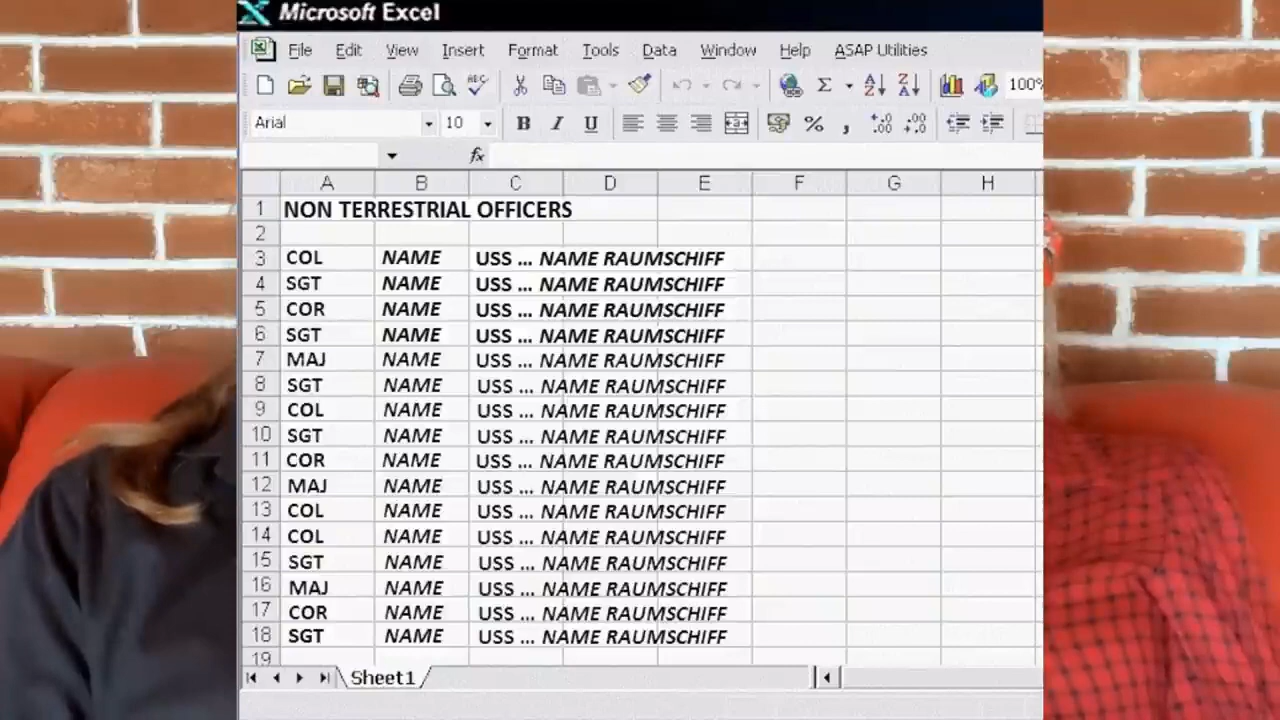 Microsoft Excel
File Edit View Insert Format Tools Data Window Help ASAP Utilities
ABC Σ A Z Z A 100%
Arial 10 B I U % , .00 .00
fx
A B C D E F G H
1 NON TERRESTRIAL OFFICERS
2
3 COL NAME USS ... NAME RAUMSCHIFF
4 SGT NAME USS ... NAME RAUMSCHIFF
5 COR NAME USS ... NAME RAUMSCHIFF
6 SGT NAME USS ... NAME RAUMSCHIFF
7 MAJ NAME USS ... NAME RAUMSCHIFF
8 SGT NAME USS ... NAME RAUMSCHIFF
9 COL NAME USS ... NAME RAUMSCHIFF
10 SGT NAME USS ... NAME RAUMSCHIFF
11 COR NAME USS ... NAME RAUMSCHIFF
12 MAJ NAME USS ... NAME RAUMSCHIFF
13 COL NAME USS ... NAME RAUMSCHIFF
14 COL NAME USS ... NAME RAUMSCHIFF
15 SGT NAME USS ... NAME RAUMSCHIFF
16 MAJ NAME USS ... NAME RAUMSCHIFF
17 COR NAME USS ... NAME RAUMSCHIFF
18 SGT NAME USS ... NAME RAUMSCHIFF
19
Sheet1